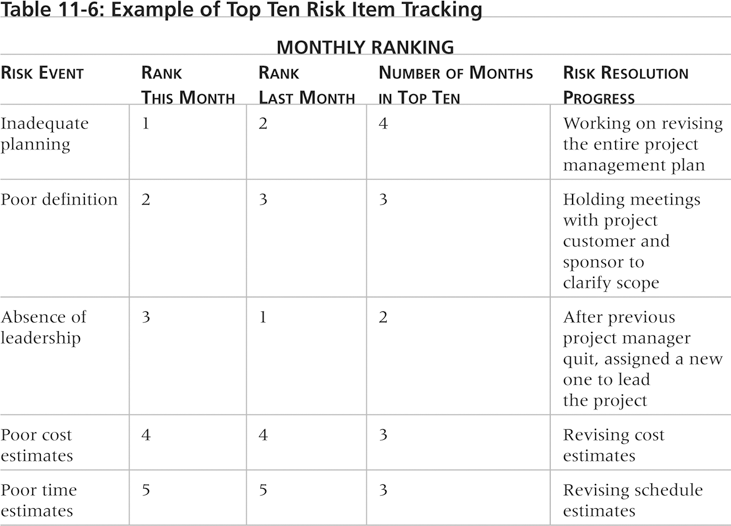 Table 11-6: Example of Top Ten Risk Item Tracking
MONTHLY RANKING
RISK EVENT RANK RANK NUMBER OF MONTHS RISK RESOLUTION
THIS MONTH LAST MONTH IN TOP TEN PROGRESS
Inadequate 1 2 4 Working on revising
planning the entire project
management plan
Poor definition 2 3 3 Holding meetings
with project
customer and
sponsor to
clarify scope
Absence of 3 1 2 After previous
leadership project manager
quit, assigned a new
one to lead
the project
Poor cost 4 4 3 Revising cost
estimates estimates
Poor time 5 5 3 Revising schedule
estimates estimates